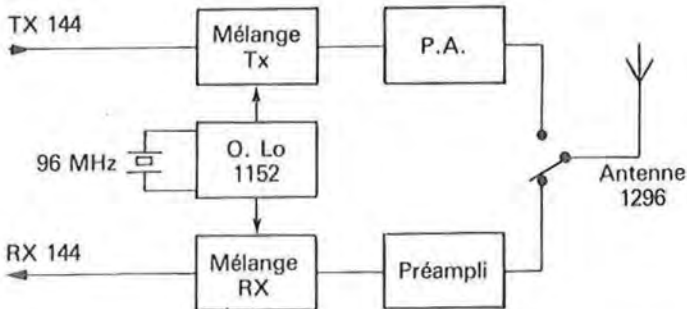 TX 144
Mélange
Tx
P.A.
96 MHz
O. Lo
1152
Antenne
1296
RX 144
Mélange
RX
Préampli